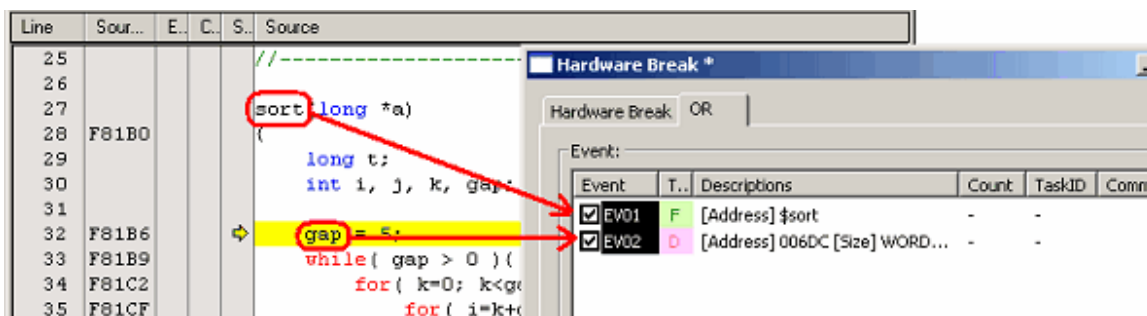 Line Sour... E.. C.. S.. Source
25 //-----------------------
26
27 sort(long *a)
28 F81B0 {
29 long t;
30 int i, j, k, gap;
31
32 F81B6 gap = 5;
33 F81B9 while( gap > 0 ){
34 F81C2 for( k=0; k<g
35 F81CF for( i=k+
Hardware Break *
Hardware Break OR
Event:
Event T.. Descriptions Count TaskID Comm
EV01 F [Address] $sort - -
EV02 D [Address] 006DC [Size] WORD... - -